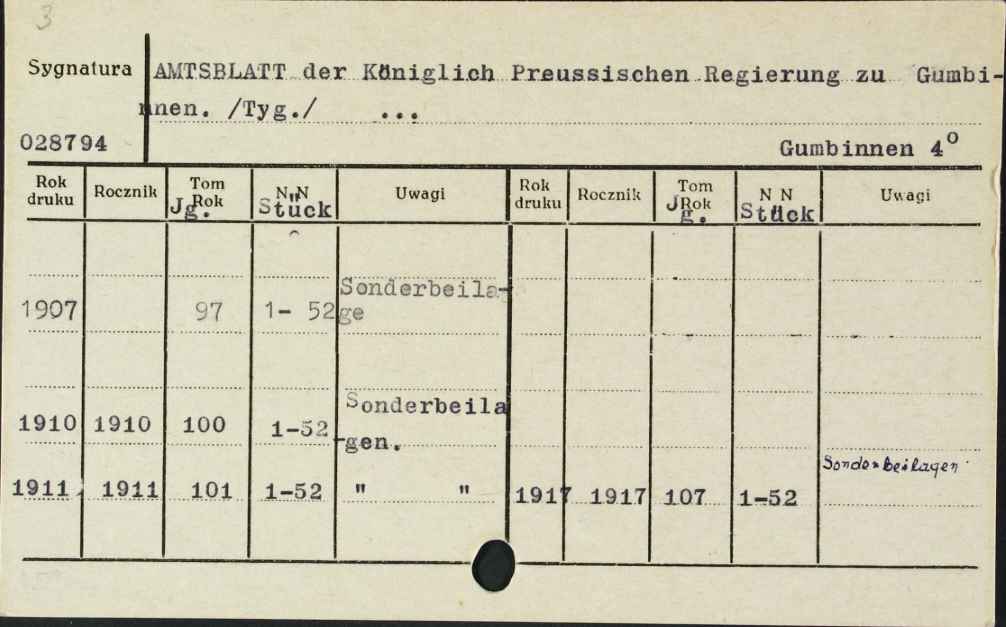 3
Sygnatura AMTSBLATT der Königlich Preussischen Regierung zu Gumbi-
nnen. /Tyg./ ...
028794 Gumbinnen 4º
Rok druku Rocznik Tom Rok Jg. N N Stück Uwagi Rok druku Rocznik Tom Rok Jg. N N Stück Uwagi
Sonderbeila-
1907 97 1- 52 ge
Sonderbeila
1910 1910 100 1-52 -gen.
Sonderbeilagen
1911 1911 101 1-52 " " 1917 1917 107 1-52